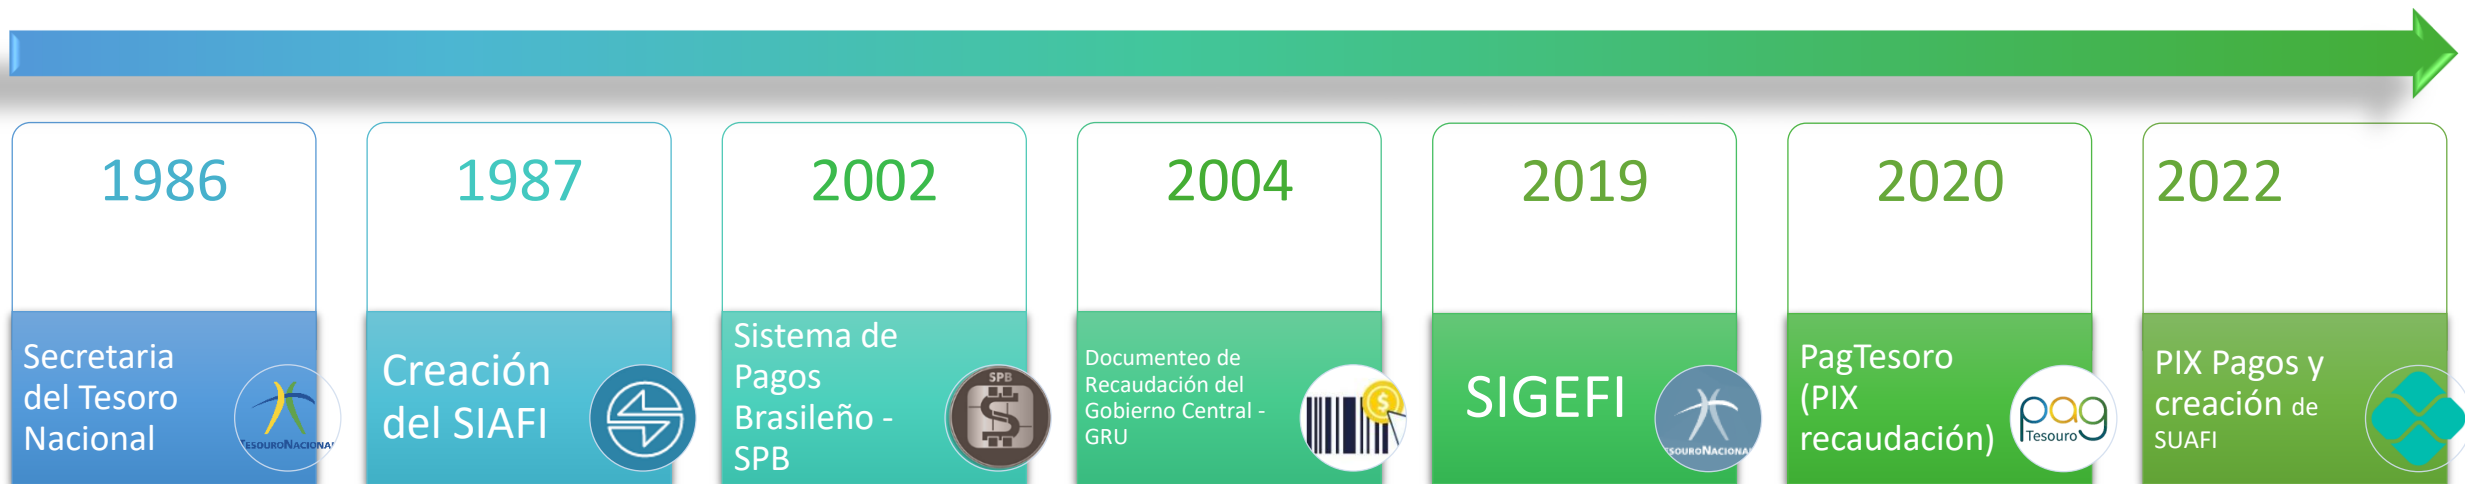 1986
1987
2002
2004
2019
2020
2022
Secretaria
del Tesoro
Nacional
TESOURONACIONAL
Creación
del SIAFI
Sistema de
Pagos
Brasileño -
SPB
SPB
Documenteo de
Recaudación del
Gobierno Central -
GRU
SIGEFI
TESOURONACIONAL
PagTesoro
(PIX
recaudación)
pag
Tesouro
PIX Pagos y
creación de
SUAFI